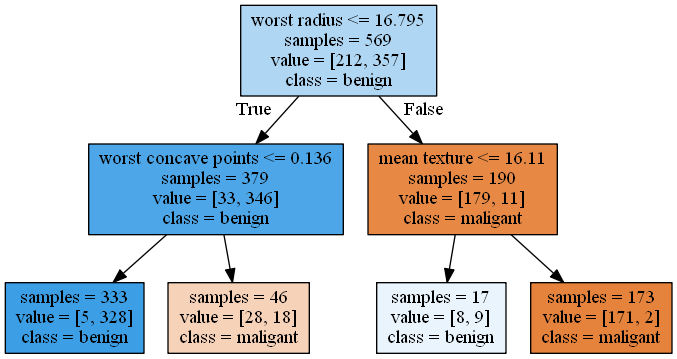 worst radius <= 16.795
samples = 569
value = [212, 357]
class = benign
True
False
worst concave points <= 0.136
samples = 379
value = [33, 346]
class = benign
mean texture <= 16.11
samples = 190
value = [179, 11]
class = maligant
samples = 333
value = [5, 328]
class = benign
samples = 46
value = [28, 18]
class = maligant
samples = 17
value = [8, 9]
class = benign
samples = 173
value = [171, 2]
class = maligant